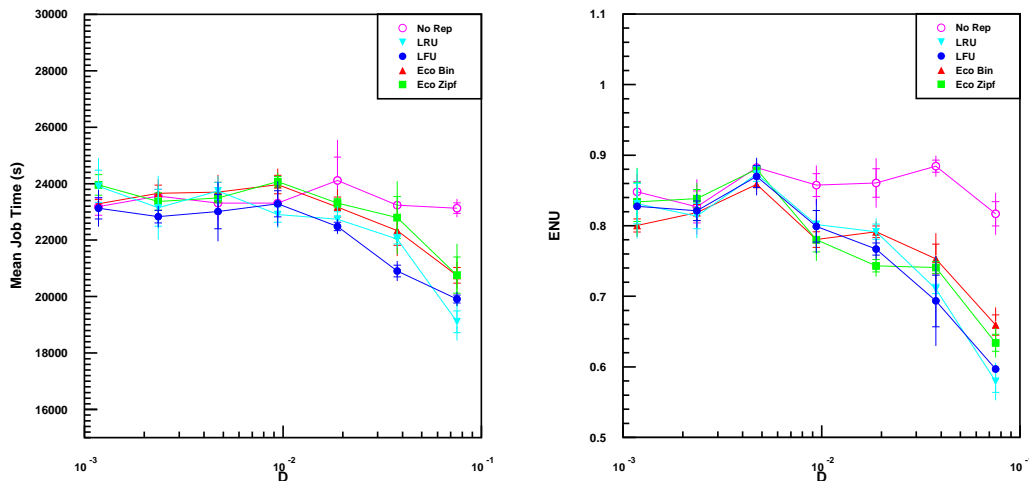 30000
28000
26000
24000
22000
20000
18000
16000
Mean Job Time (s)
10^-3
10^-2
10^-1
D
No Rep
LRU
LFU
Eco Bin
Eco Zipf
1.1
1
0.9
0.8
0.7
0.6
0.5
ENU
10^-3
10^-2
D
No Rep
LRU
LFU
Eco Bin
Eco Zipf